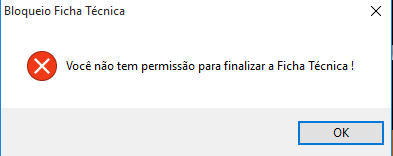 Bloqueio Ficha Técnica
Você não tem permissão para finalizar a Ficha Técnica !
OK